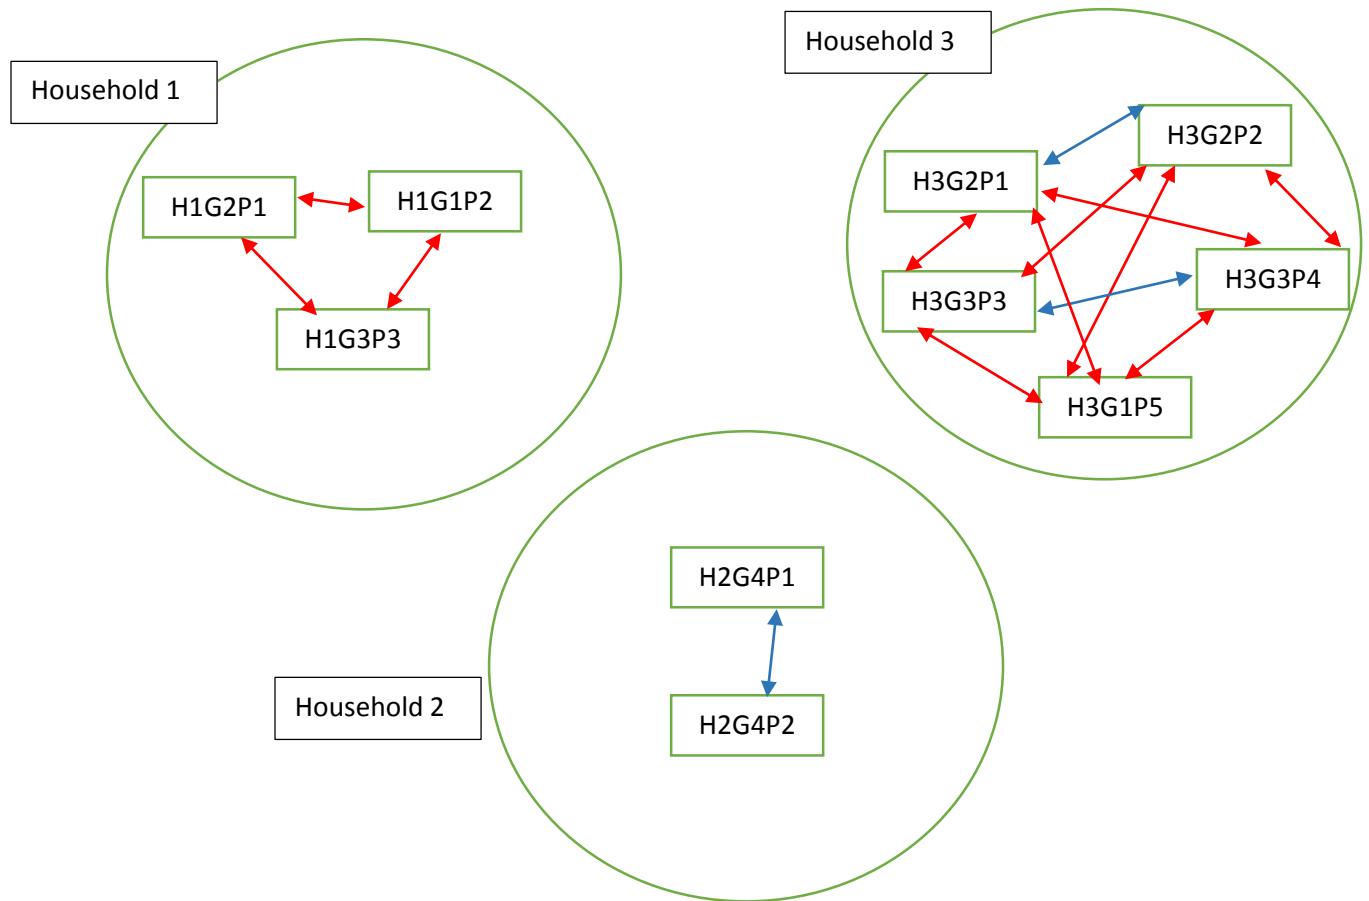 Household 1
H1G2P1
H1G1P2
H1G3P3
Household 3
H3G2P2
H3G2P1
H3G3P4
H3G3P3
H3G1P5
Household 2
H2G4P1
H2G4P2